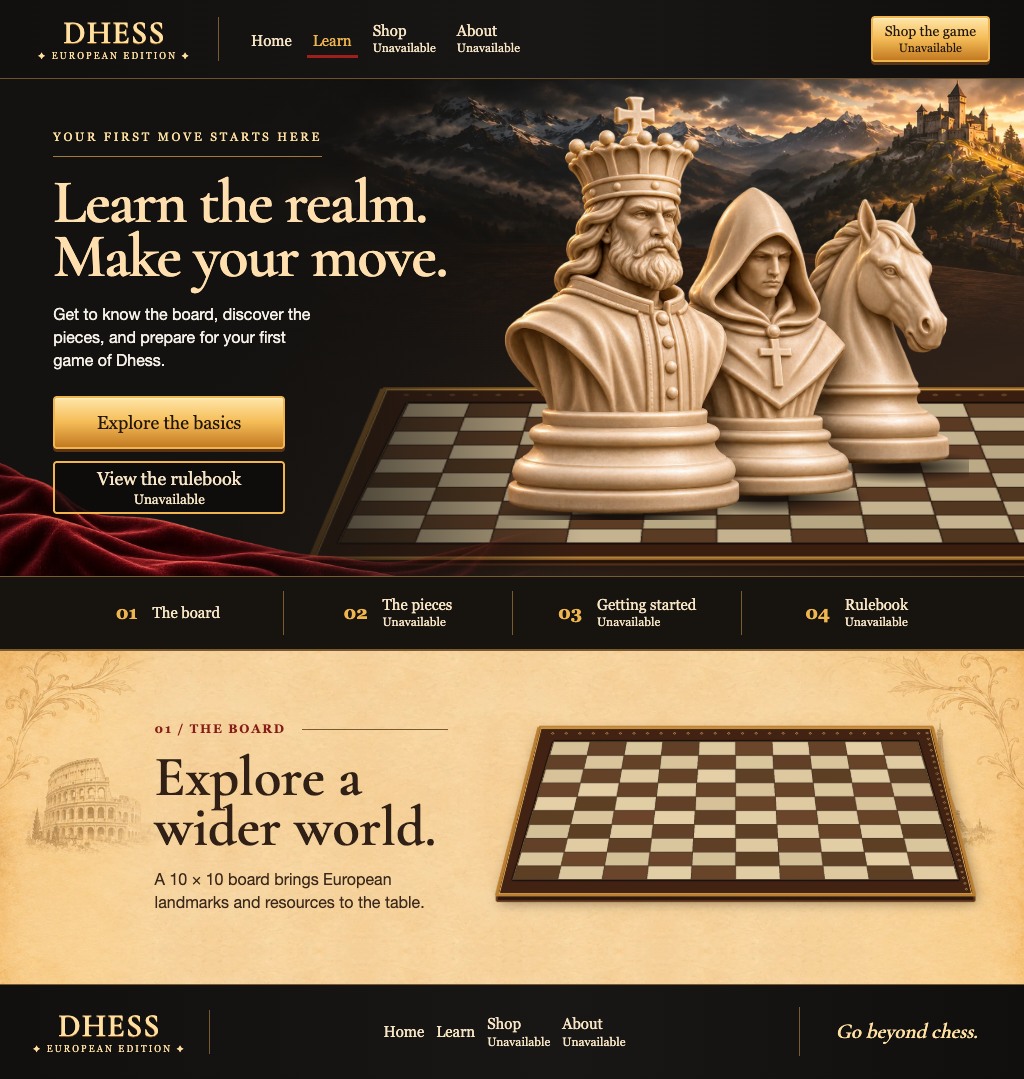 DHESS
✦ EUROPEAN EDITION ✦
Home
Learn
Shop
Unavailable
About
Unavailable
Shop the game
Unavailable
YOUR FIRST MOVE STARTS HERE
Learn the realm.
Make your move.
Get to know the board, discover the
pieces, and prepare for your first
game of Dhess.
Explore the basics
View the rulebook
Unavailable
01 The board
02 The pieces
Unavailable
03 Getting started
Unavailable
04 Rulebook
Unavailable
01 / THE BOARD
Explore a
wider world.
A 10 × 10 board brings European
landmarks and resources to the table.
DHESS
✦ EUROPEAN EDITION ✦
Home
Learn
Shop
Unavailable
About
Unavailable
Go beyond chess.